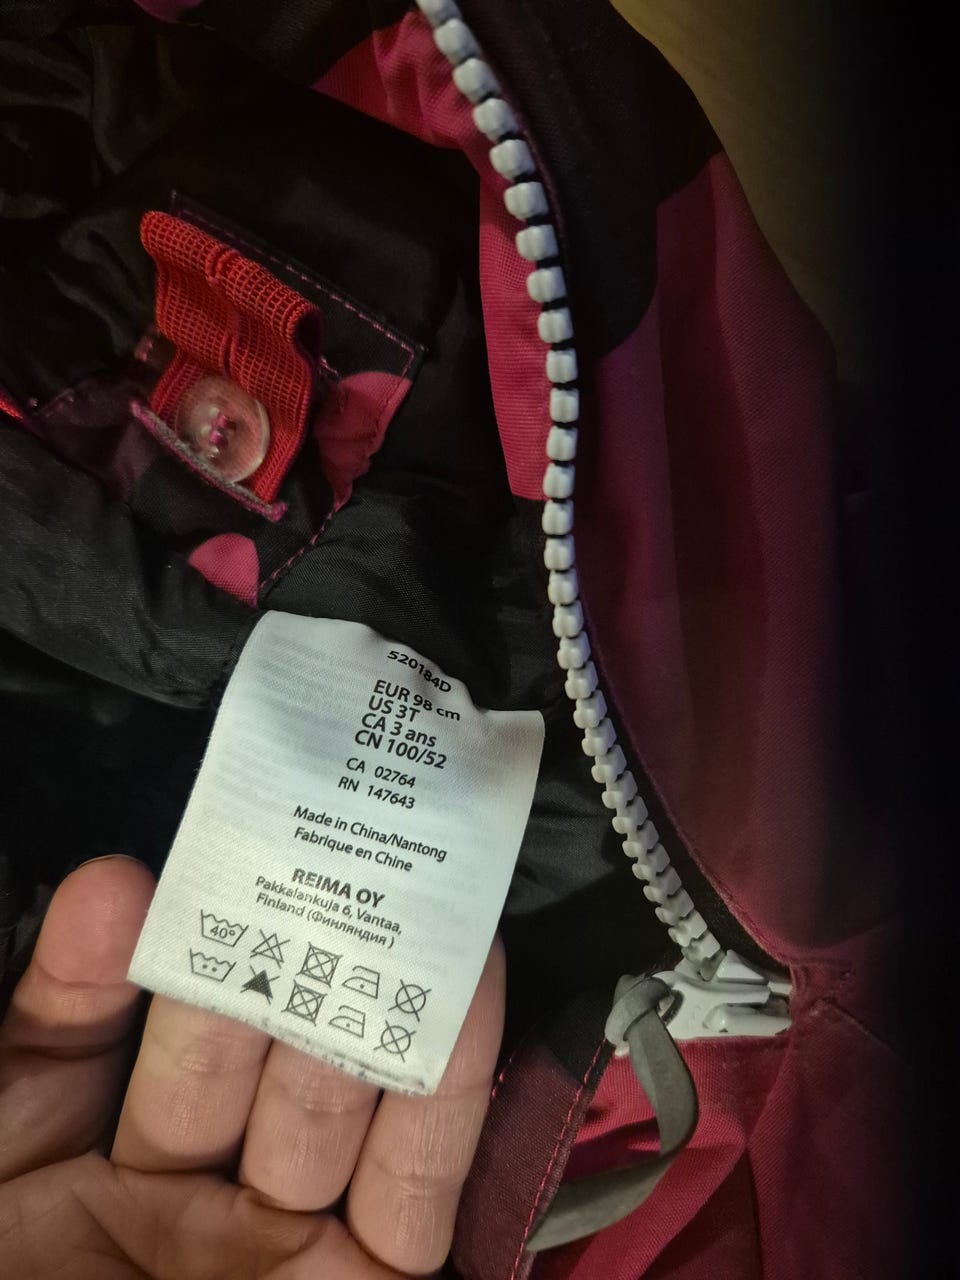 520184D
EUR 98 cm
US 3T
CA 3 ans
CN 100/52
CA 02764
RN 147643
Made in China/Nantong
Fabrique en Chine
REIMA OY
Pakkalankuja 6, Vantaa,
Finland (Финляндия)
40°